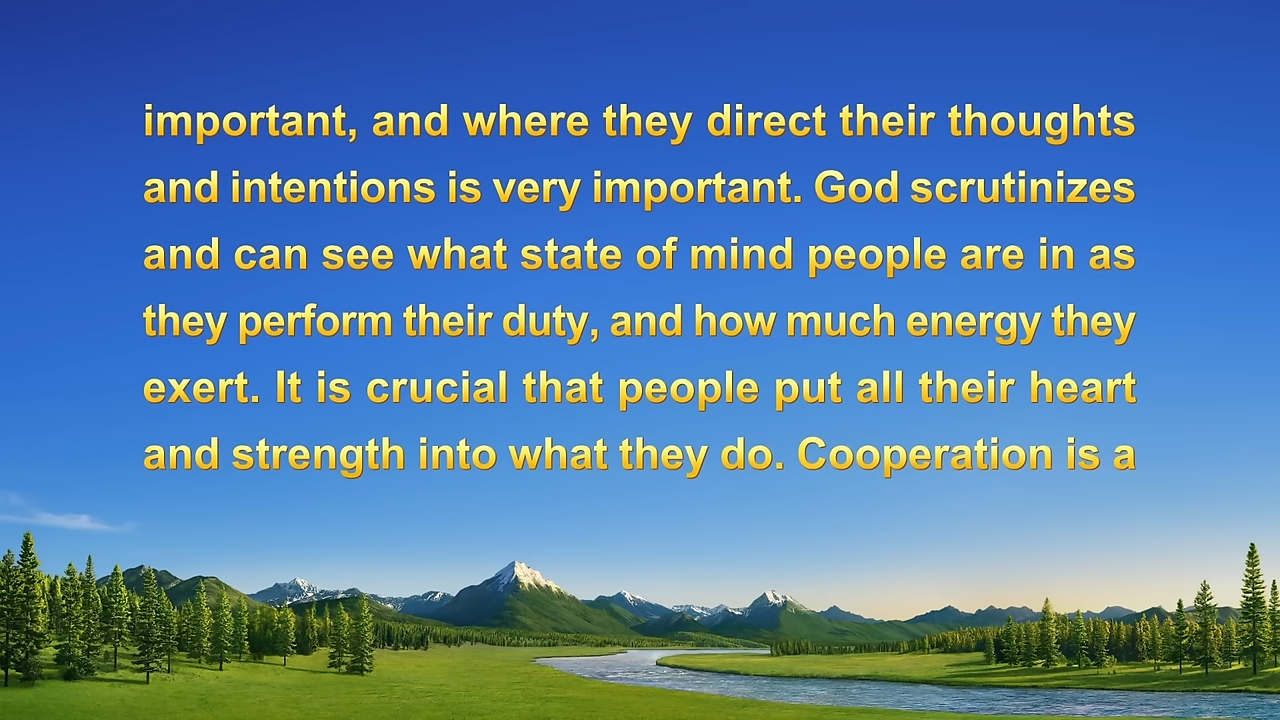 important, and where they direct their thoughts
and intentions is very important. God scrutinizes
and can see what state of mind people are in as
they perform their duty, and how much energy they
exert. It is crucial that people put all their heart
and strength into what they do. Cooperation is a